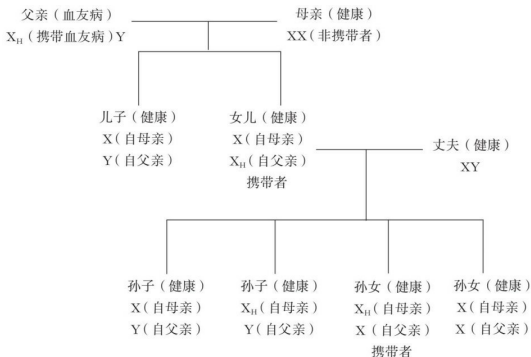 父亲（血友病）
X_H（携带血友病）Y
母亲（健康）
XX（非携带者）
儿子（健康）
X（自母亲）
Y（自父亲）
女儿（健康）
X（自母亲）
X_H（自父亲）
携带者
丈夫（健康）
XY
孙子（健康）
X（自母亲）
Y（自父亲）
孙子（健康）
X_H（自母亲）
Y（自父亲）
孙女（健康）
X_H（自母亲）
X（自父亲）
携带者
孙女（健康）
X（自母亲）
X（自父亲）